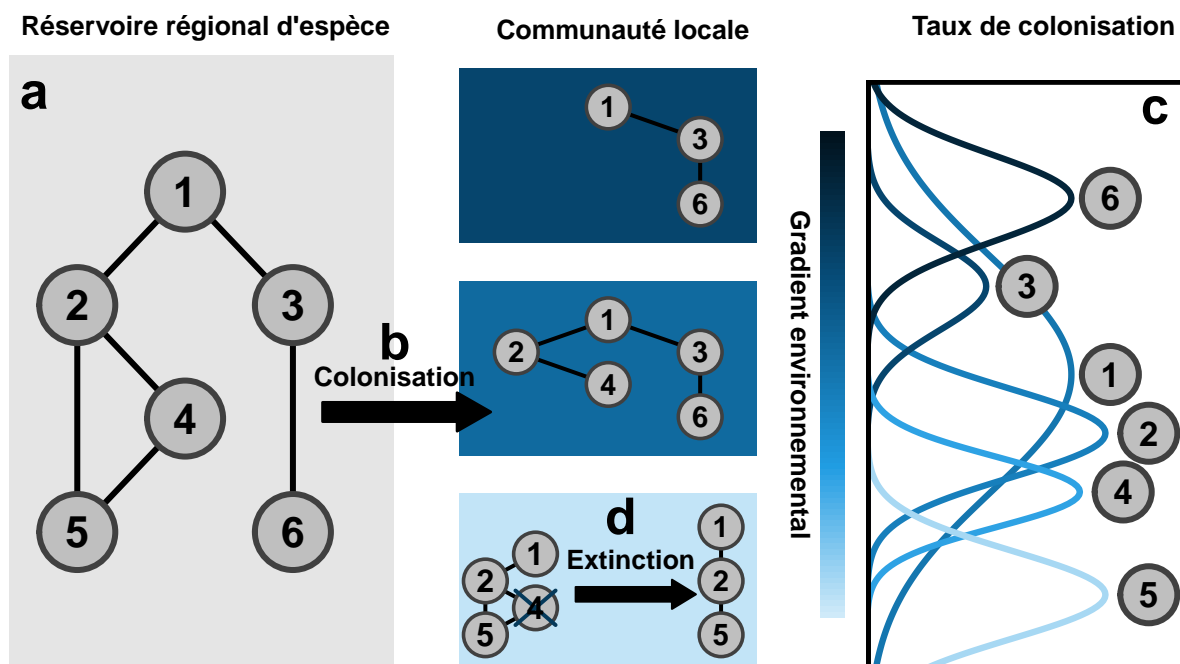 Réservoire régional d'espèce
Communauté locale
Taux de colonisation
a
1
2
3
4
5
6
b
Colonisation
1
3
6
1
2
3
4
6
d
Extinction
1
2
4
5
1
2
5
Gradient environnemental
c
6
3
1
2
4
5